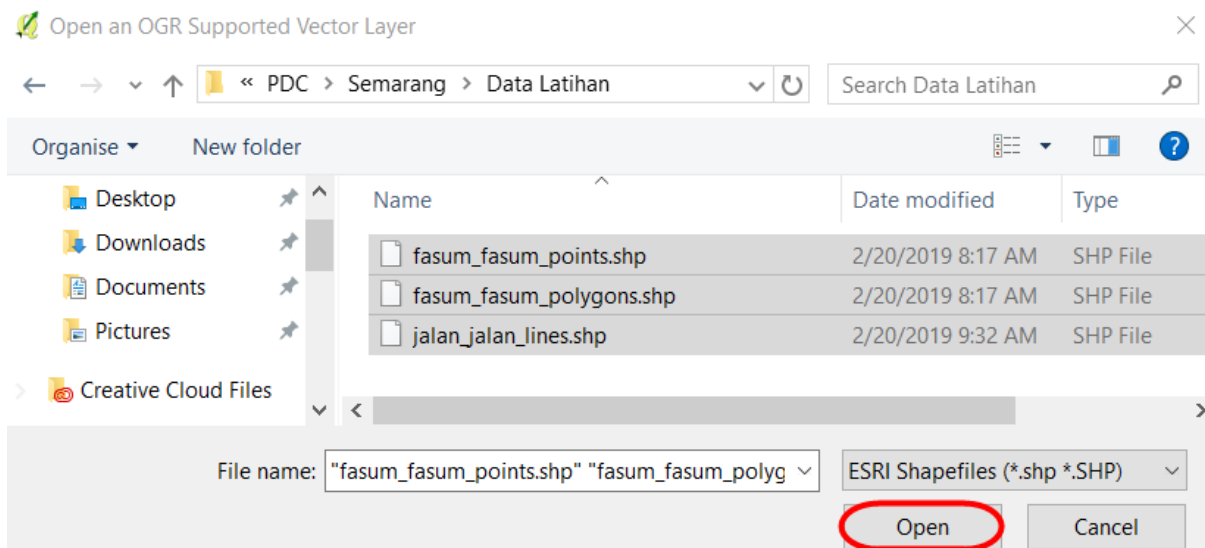 Open an OGR Supported Vector Layer
« PDC > Semarang > Data Latihan
Search Data Latihan
Organise
New folder
?
Desktop
Downloads
Documents
Pictures
Creative Cloud Files
Name Date modified Type
fasum_fasum_points.shp 2/20/2019 8:17 AM SHP File
fasum_fasum_polygons.shp 2/20/2019 8:17 AM SHP File
jalan_jalan_lines.shp 2/20/2019 9:32 AM SHP File
File name: "fasum_fasum_points.shp" "fasum_fasum_polyg
ESRI Shapefiles (*.shp *.SHP)
Open
Cancel